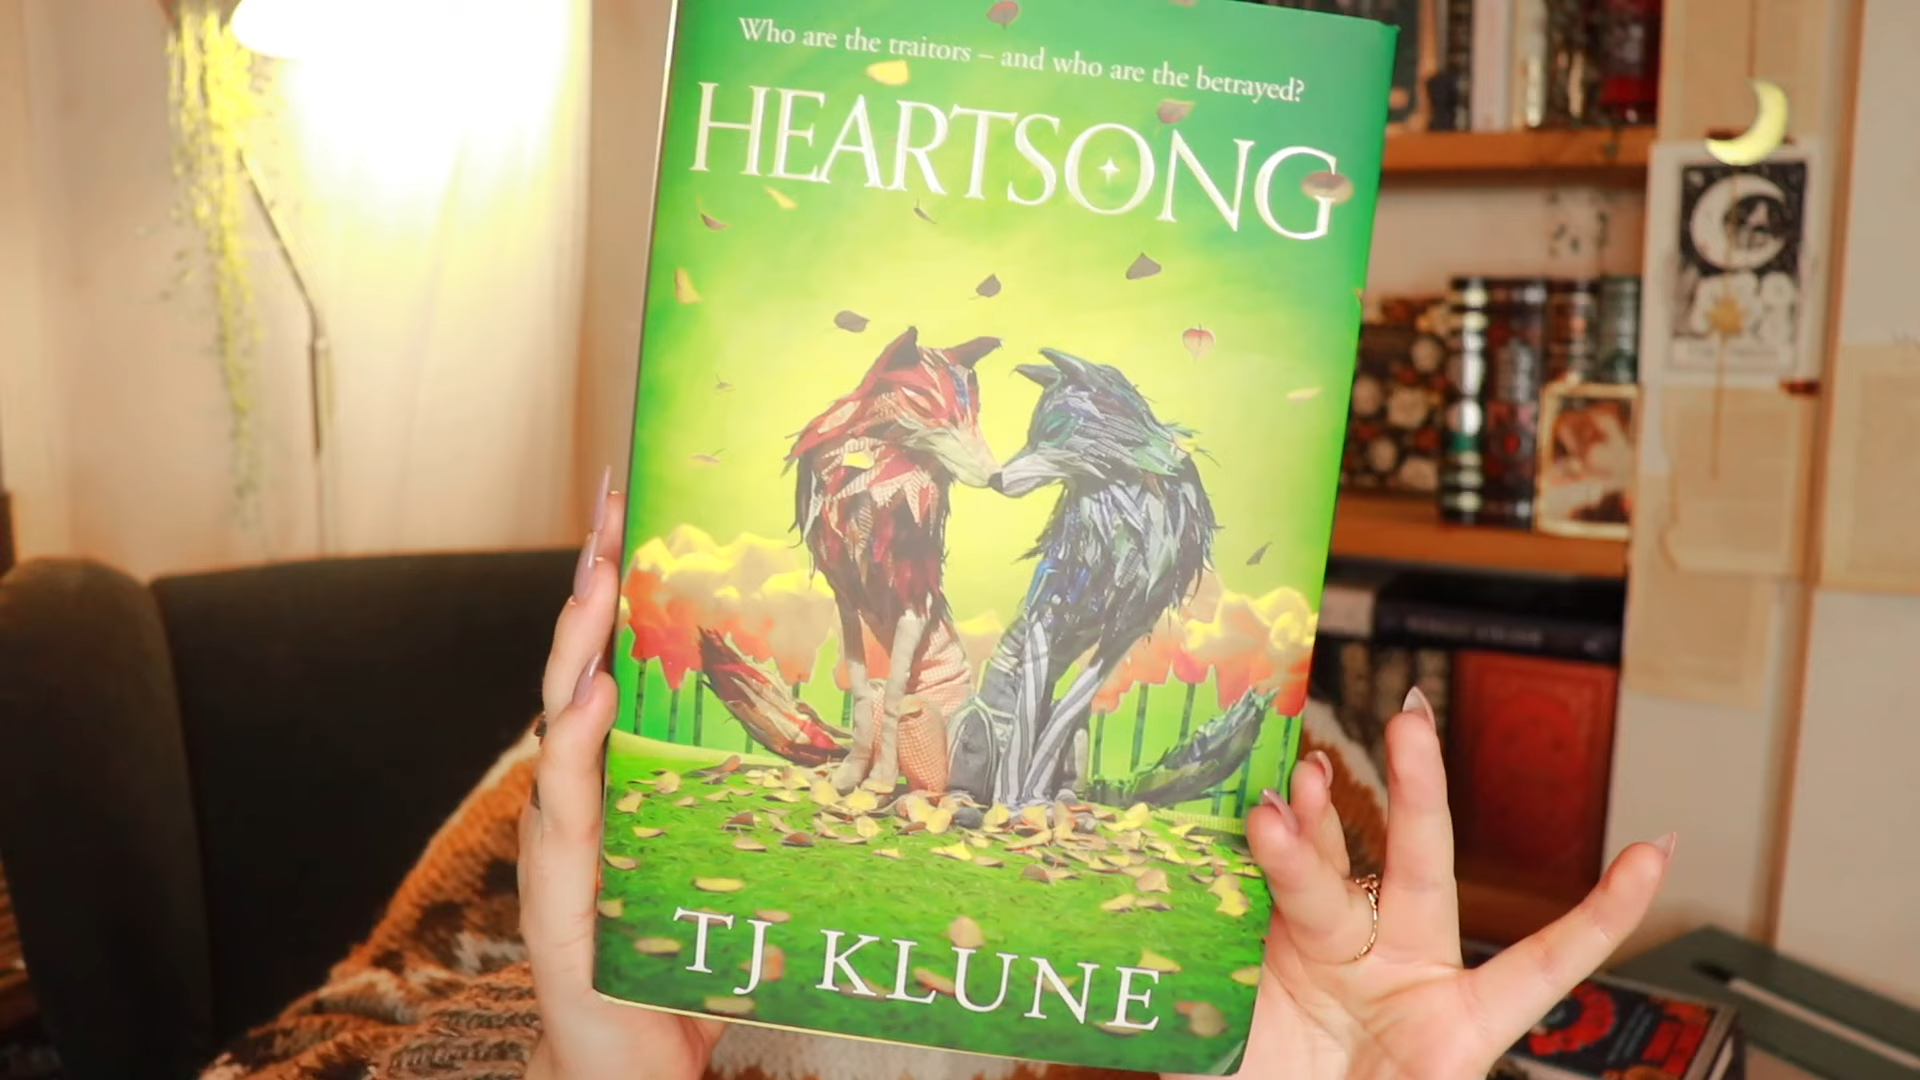 Who are the traitors – and who are the betrayed?
HEARTSONG
TJ KLUNE